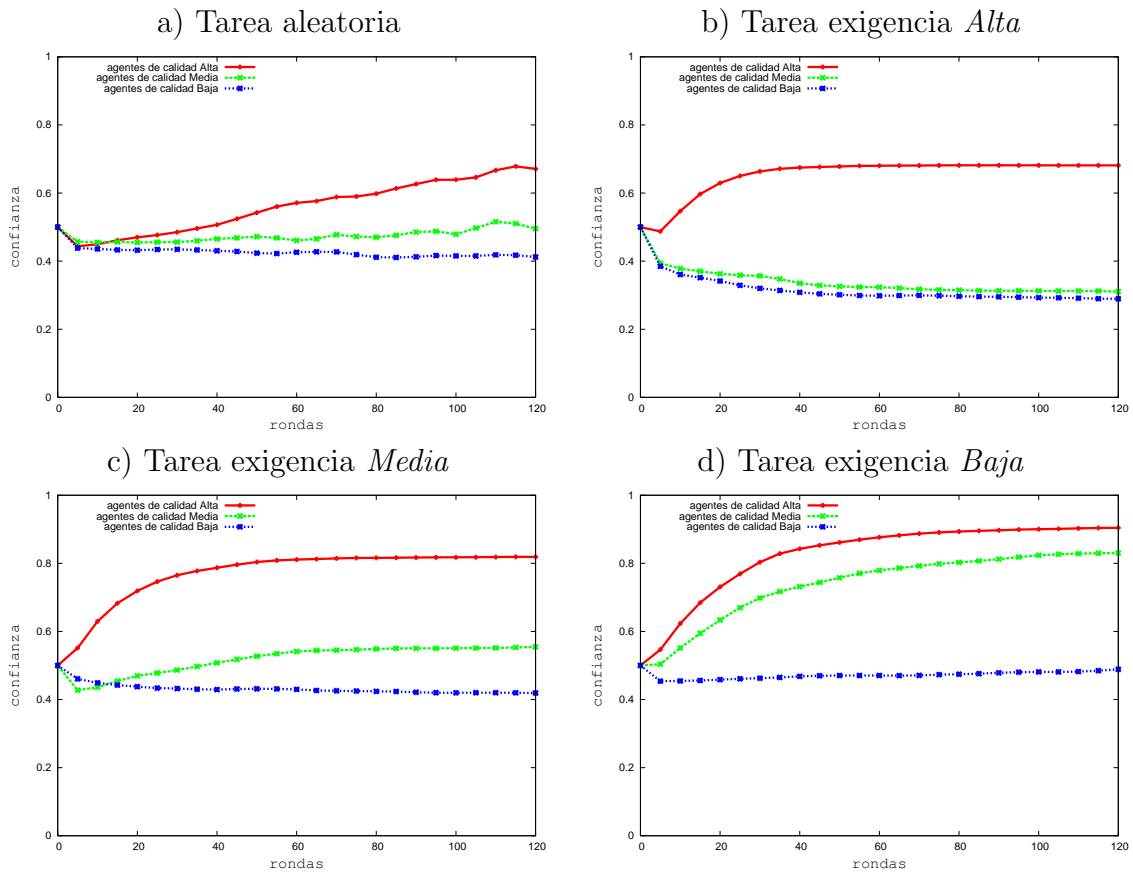 a) Tarea aleatoria
1
0.8
0.6
0.4
0.2
0
0 20 40 60 80 100 120
confianza
rondas
agentes de calidad Alta
agentes de calidad Media
agentes de calidad Baja
b) Tarea exigencia Alta
1
0.8
0.6
0.4
0.2
0
0 20 40 60 80 100 120
confianza
rondas
agentes de calidad Alta
agentes de calidad Media
agentes de calidad Baja
c) Tarea exigencia Media
1
0.8
0.6
0.4
0.2
0
0 20 40 60 80 100 120
confianza
rondas
agentes de calidad Alta
agentes de calidad Media
agentes de calidad Baja
d) Tarea exigencia Baja
1
0.8
0.6
0.4
0.2
0
0 20 40 60 80 100 120
confianza
rondas
agentes de calidad Alta
agentes de calidad Media
agentes de calidad Baja